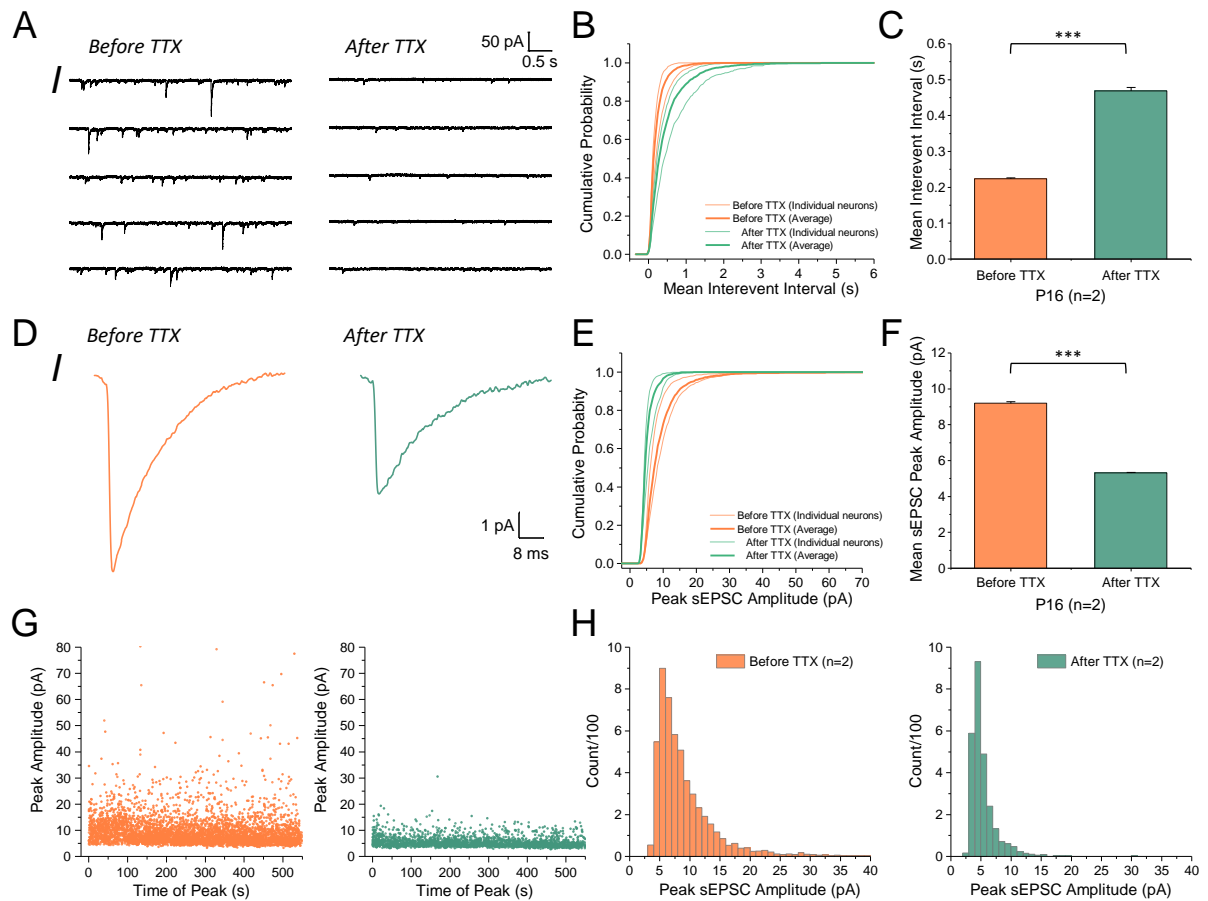 A
Before TTX
After TTX
50 pA
0.5 s
I
B
Cumulative Probability
1.0
0.8
0.6
0.4
0.2
0.0
Before TTX (Individual neurons)
Before TTX (Average)
After TTX (Individual neurons)
After TTX (Average)
0 1 2 3 4 5 6
Mean Interevent Interval (s)
C
Mean Interevent Interval (s)
0.6
0.5
0.4
0.3
0.2
0.1
0.0
***
Before TTX
After TTX
P16 (n=2)
D
Before TTX
After TTX
I
1 pA
8 ms
E
Cumulative Probabity
1.0
0.8
0.6
0.4
0.2
0.0
Before TTX (Individual neurons)
Before TTX (Average)
After TTX (Individual neurons)
After TTX (Average)
0 10 20 30 40 50 60 70
Peak sEPSC Amplitude (pA)
F
Mean sEPSC Peak Amplitude (pA)
12
10
8
6
4
2
0
***
Before TTX
After TTX
P16 (n=2)
G
Peak Amplitude (pA)
80
70
60
50
40
30
20
10
0
0 100 200 300 400 500
Time of Peak (s)
Peak Amplitude (pA)
80
70
60
50
40
30
20
10
0
0 100 200 300 400 500
Time of Peak (s)
H
Count/100
10
8
6
4
2
0
Before TTX (n=2)
0 5 10 15 20 25 30 35 40
Peak sEPSC Amplitude (pA)
Count/100
10
8
6
4
2
0
After TTX (n=2)
0 5 10 15 20 25 30 35 40
Peak sEPSC Amplitude (pA)